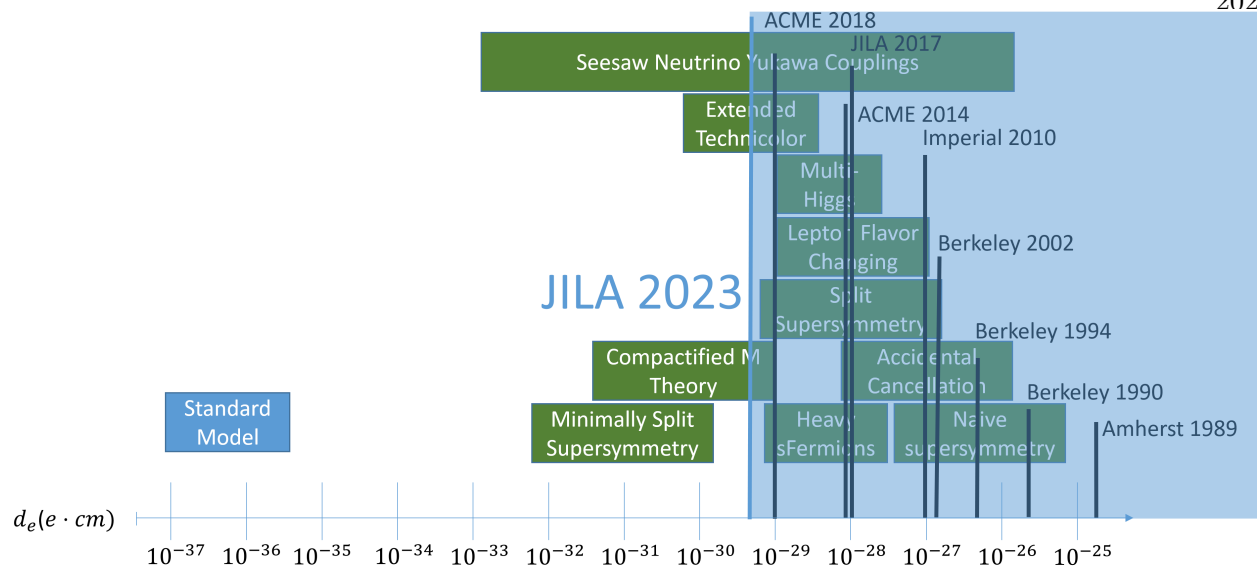 ACME 2018
JILA 2017
Seesaw Neutrino Yukawa Couplings
Extended
Technicolor
ACME 2014
Imperial 2010
Multi-
Higgs
Lepton Flavor
Changing
Berkeley 2002
JILA 2023
Split
Supersymmetry
Berkeley 1994
Compactified M
Theory
Accidental
Cancellation
Berkeley 1990
Standard
Model
Minimally Split
Supersymmetry
Heavy
sFermions
Naive
supersymmetry
Amherst 1989
d_e(e · cm)
10⁻³⁷ 10⁻³⁶ 10⁻³⁵ 10⁻³⁴ 10⁻³³ 10⁻³² 10⁻³¹ 10⁻³⁰ 10⁻²⁹ 10⁻²⁸ 10⁻²⁷ 10⁻²⁶ 10⁻²⁵